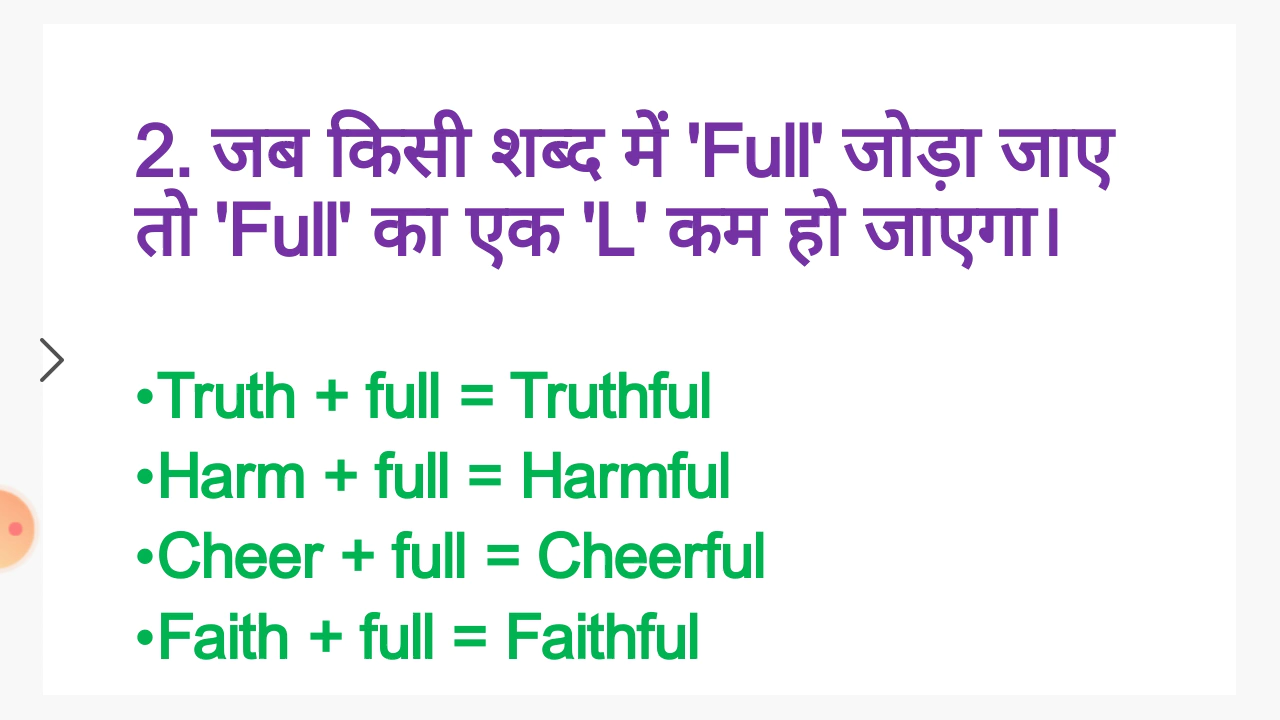 2. जब किसी शब्द में 'Full' जोड़ा जाए
तो 'Full' का एक 'L' कम हो जाएगा।
•Truth + full = Truthful
•Harm + full = Harmful
•Cheer + full = Cheerful
•Faith + full = Faithful